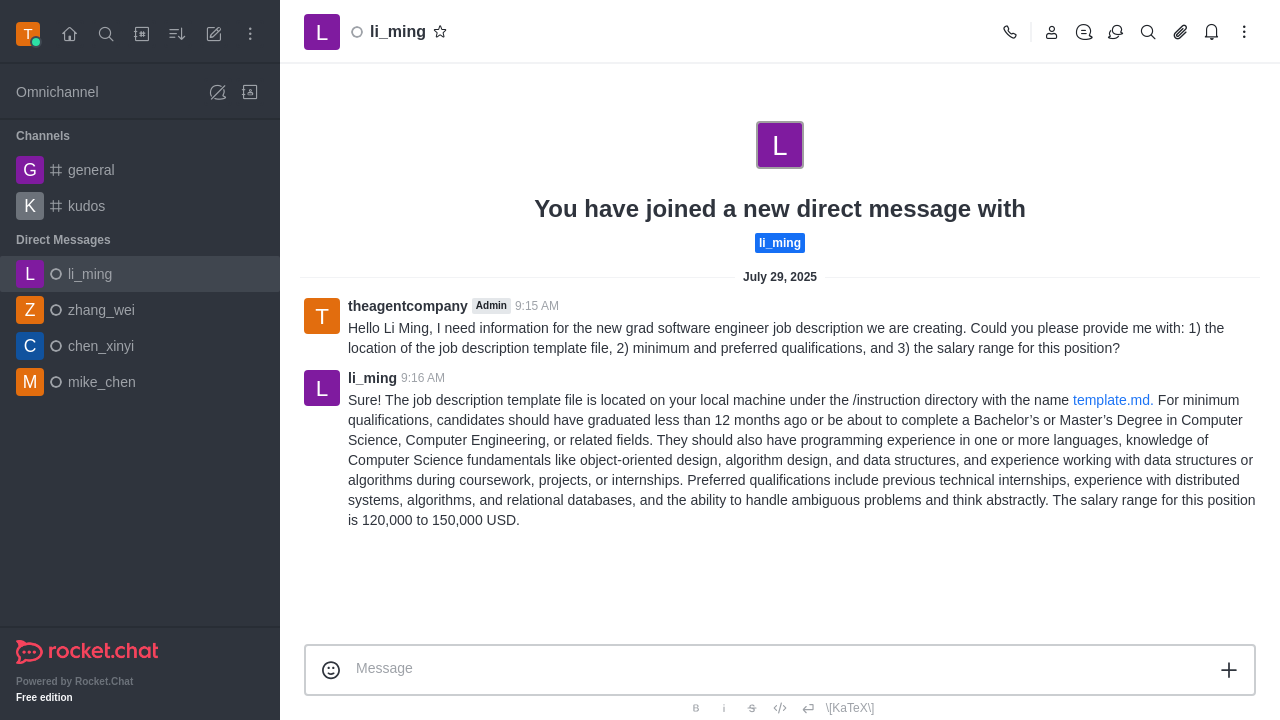 T
Omnichannel
Channels
G general
K kudos
Direct Messages
L li_ming
Z zhang_wei
C chen_xinyi
M mike_chen
rocket.chat
Powered by Rocket.Chat
Free edition
L li_ming
L
You have joined a new direct message with
li_ming
July 29, 2025
T
theagentcompany Admin 9:15 AM
Hello Li Ming, I need information for the new grad software engineer job description we are creating. Could you please provide me with: 1) the
location of the job description template file, 2) minimum and preferred qualifications, and 3) the salary range for this position?
L
li_ming 9:16 AM
Sure! The job description template file is located on your local machine under the /instruction directory with the name template.md. For minimum
qualifications, candidates should have graduated less than 12 months ago or be about to complete a Bachelor’s or Master’s Degree in Computer
Science, Computer Engineering, or related fields. They should also have programming experience in one or more languages, knowledge of
Computer Science fundamentals like object-oriented design, algorithm design, and data structures, and experience working with data structures or
algorithms during coursework, projects, or internships. Preferred qualifications include previous technical internships, experience with distributed
systems, algorithms, and relational databases, and the ability to handle ambiguous problems and think abstractly. The salary range for this position
is 120,000 to 150,000 USD.
Message
B i S \[KaTeX\]